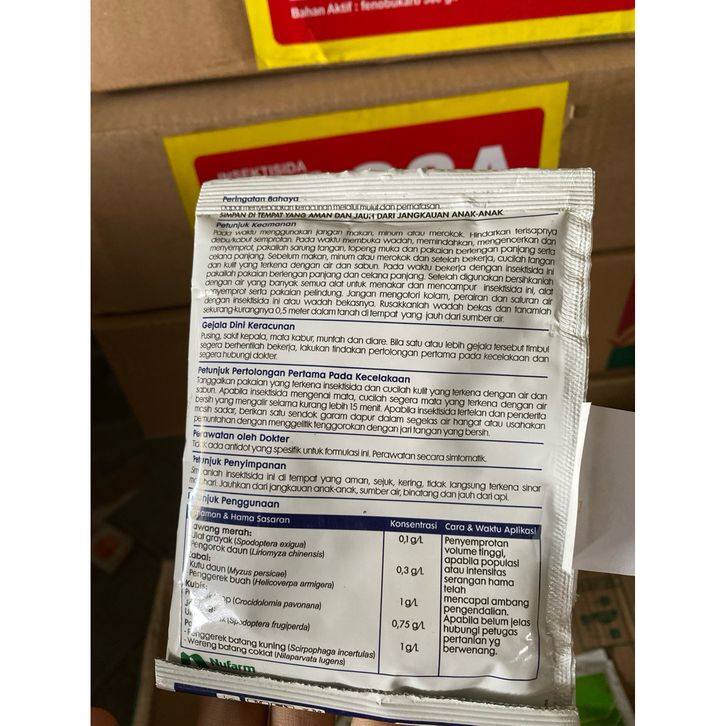 Bahan Aktif : fenobukarb
INSEKTISIDA
Peringatan Bahaya
Dapat menyebabkan keracunan melalui mulut dan pernafasan.
SIMPAN DI TEMPAT YANG AMAN DAN JAUH DARI JANGKAUAN ANAK-ANAK
Petunjuk Keamanan
Pada waktu menggunakan jangan makan, minum atau merokok. Hindarkan terisapnya
debu/kabut semprotan. Pada waktu membuka wadah, memindahkan, mengencerkan dan
menyemprot, pakailah sarung tangan, topeng muka dan pakaian berlengan panjang serta
celana panjang. Sebelum makan, minum atau merokok dan setelah bekerja, cucilah tangan
dan kulit yang terkena dengan air dan sabun. Pada waktu bekerja dengan insektisida ini
pakailah pakaian berlengan panjang dan celana panjang. Setelah digunakan bersihkanlah
dengan air yang banyak semua alat untuk menakar dan mencampur insektisida ini, alat
penyemprot serta pakaian pelindung. Jangan mengotori kolam, perairan dan saluran air
dengan insektisida ini atau wadah bekasnya. Rusakkanlah wadah bekas dan tanamlah
sekurang-kurangnya 0,5 meter dalam tanah di tempat yang jauh dari sumber air.
Gejala Dini Keracunan
Pusing, sakit kepala, mata kabur, muntah dan diare. Bila satu atau lebih gejala tersebut timbul
segera berhentilah bekerja, lakukan tindakan pertolongan pertama pada kecelakaan dan
segera hubungi dokter.
Petunjuk Pertolongan Pertama Pada Kecelakaan
Tanggalkan pakaian yang terkena insektisida dan cucilah kulit yang terkena dengan air dan
sabun. Apabila insektisida mengenai mata, cucilah segera mata yang terkena dengan air
bersih yang mengalir selama kurang lebih 15 menit. Apabila insektisida tertelan dan penderita
masih sadar, berikan satu sendok garam dapur dalam segelas air hangat atau usahakan
pemuntahan dengan menggelitik tenggorokan dengan jari tangan yang bersih.
Perawatan oleh Dokter
Tidak ada antidot yang spesifik untuk formulasi ini. Perawatan secara simtomatik.
Petunjuk Penyimpanan
Simpanlah insektisida ini di tempat yang aman, sejuk, kering, tidak langsung terkena sinar
matahari. Jauhkan dari jangkauan anak-anak, sumber air, binatang dan jauh dari api.
Petunjuk Penggunaan
Tanaman & Hama Sasaran Konsentrasi Cara & Waktu Aplikasi
Bawang merah:
Ulat grayak (Spodoptera exigua) 0,1 g/L
Pengorok daun (Liriomyza chinensis)
Cabai:
Kutu daun (Myzus persicae) 0,3 g/L
Penggerek buah (Helicoverpa armigera)
Kubis:
(Crocidolomia pavonana) 1 g/L
(Spodoptera frugiperda) 0,75 g/L
- Penggerek batang kuning (Scirpophaga incertulas) 1 g/L
- Wereng batang coklat (Nilaparvata lugens)
Penyemprotan
volume tinggi,
apabila populasi
atau intensitas
serangan hama
telah
mencapai ambang
pengendalian.
Apabila belum jelas
hubungi petugas
pertanian yg
berwenang.
Nufarm